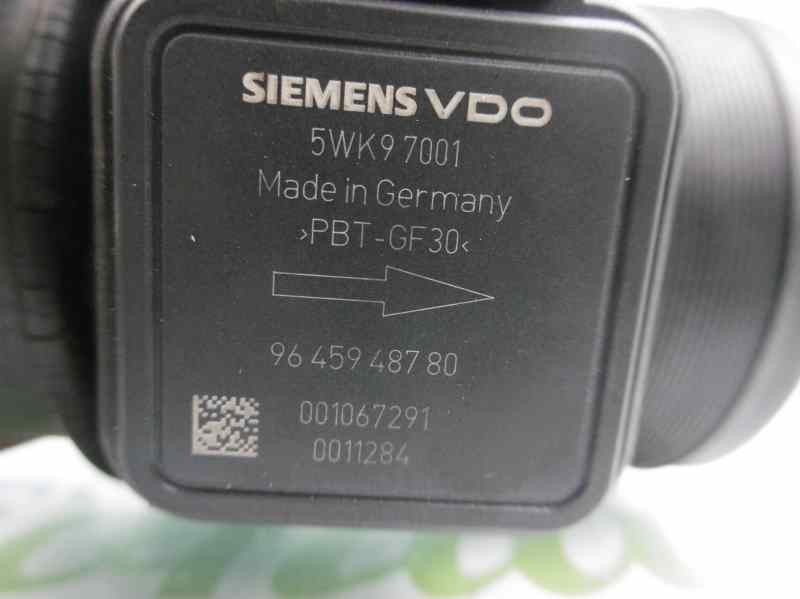 SIEMENS VDO
5WK9 7001
Made in Germany
>PBT-GF30<
96 459 487 80
001067291
0011284